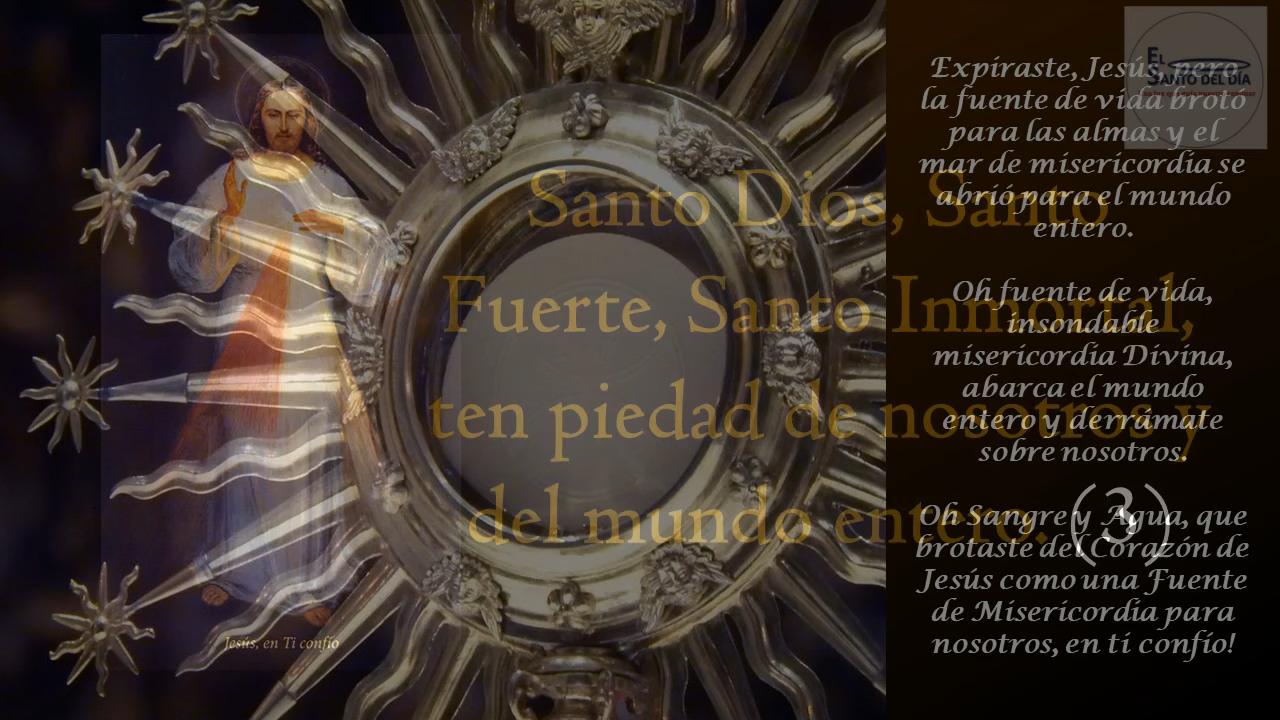 Expiraste, Jesús, pero
la fuente de vida brotó
para las almas y el
mar de misericordia se
abrió para el mundo
entero.
Oh fuente de vida,
insondable
misericordia Divina,
abarca el mundo
entero y derrámate
sobre nosotros.
Oh Sangre y Agua, que
brotaste del Corazón de
Jesús como una Fuente
de Misericordia para
nosotros, en ti confío!
Santo Dios, Santo
Fuerte, Santo Inmortal,
ten piedad de nosotros y
del mundo entero.
(3)
Jesús, en Ti confío
EL
SANTO DEL DÍA